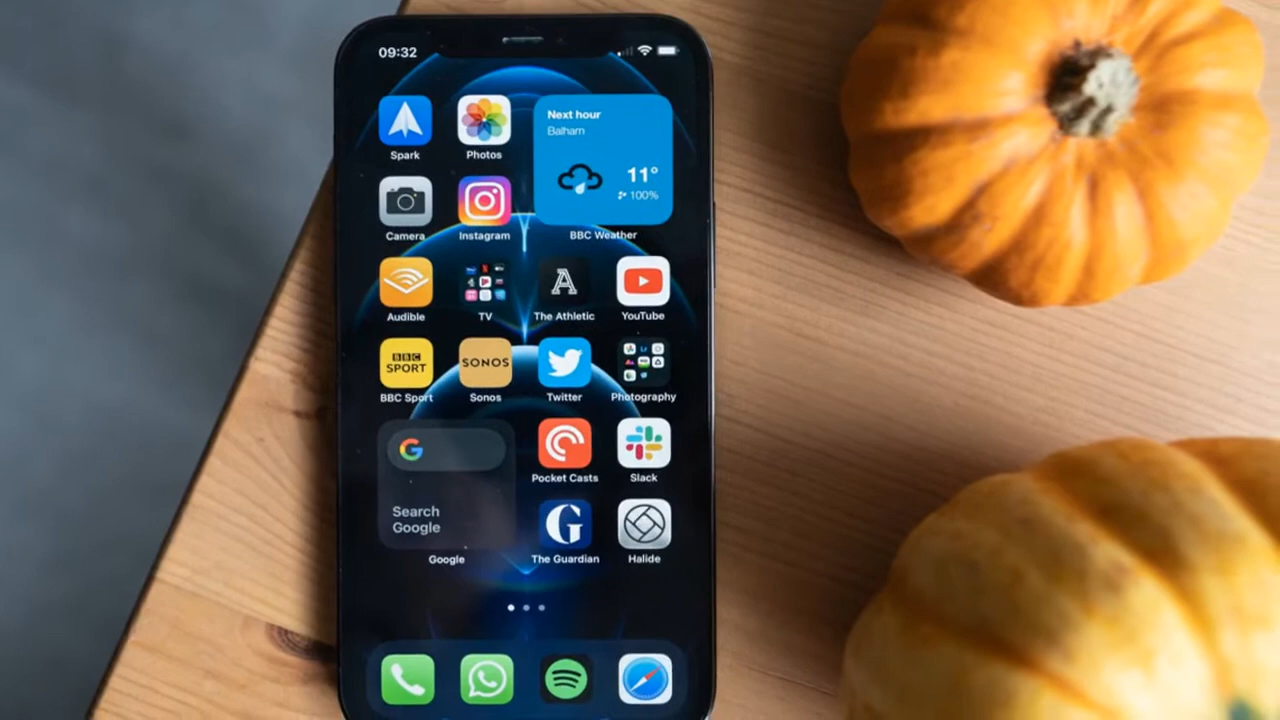 09:32
Next hour
Balham
11°
100%
Spark
Photos
Camera
Instagram
BBC Weather
Audible
TV
A
The Athletic
YouTube
BBC
SPORT
SONOS
BBC Sport
Sonos
Twitter
Photography
G
Search
Google
Google
Pocket Casts
Slack
G
The Guardian
Halide